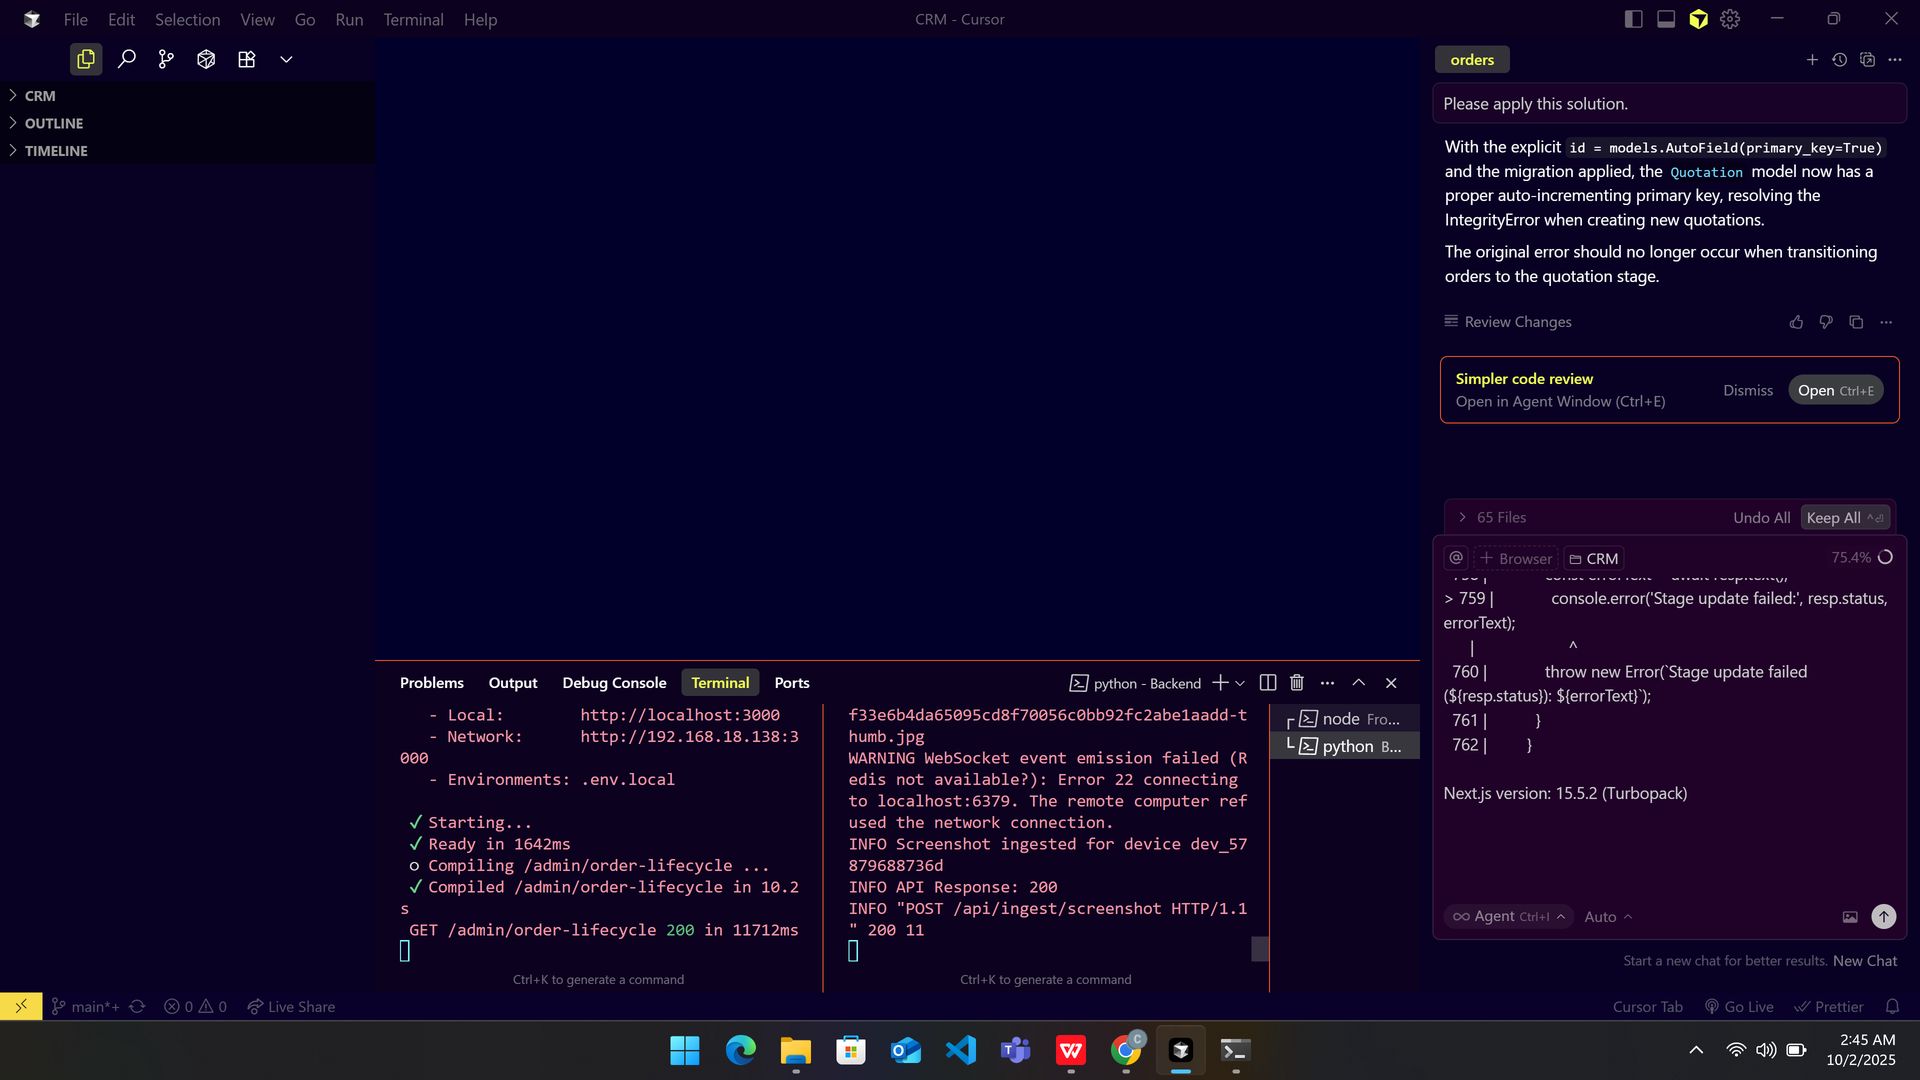 File Edit Selection View Go Run Terminal Help
CRM - Cursor
CRM
OUTLINE
TIMELINE
orders
Please apply this solution.
With the explicit id = models.AutoField(primary_key=True)
and the migration applied, the Quotation model now has a
proper auto-incrementing primary key, resolving the
IntegrityError when creating new quotations.
The original error should no longer occur when transitioning
orders to the quotation stage.
Review Changes
Simpler code review
Open in Agent Window (Ctrl+E)
Dismiss
Open Ctrl+E
65 Files
Undo All
Keep All
@ + Browser CRM
75.4%
> 759 | console.error('Stage update failed:', resp.status,
errorText);
| ^
760 | throw new Error(`Stage update failed
(${resp.status}): ${errorText}`);
761 | }
762 | }
Next.js version: 15.5.2 (Turbopack)
Agent Ctrl+I
Auto
Start a new chat for better results. New Chat
Problems Output Debug Console Terminal Ports
python - Backend
- Local: http://localhost:3000
- Network: http://192.168.18.138:3
000
- Environments: .env.local
✓ Starting...
✓ Ready in 1642ms
○ Compiling /admin/order-lifecycle ...
✓ Compiled /admin/order-lifecycle in 10.2
s
GET /admin/order-lifecycle 200 in 11712ms
Ctrl+K to generate a command
f33e6b4da65095cd8f70056c0bb92fc2abe1aadd-t
humb.jpg
WARNING WebSocket event emission failed (R
edis not available?): Error 22 connecting
to localhost:6379. The remote computer ref
used the network connection.
INFO Screenshot ingested for device dev_57
879688736d
INFO API Response: 200
INFO "POST /api/ingest/screenshot HTTP/1.1
" 200 11
Ctrl+K to generate a command
node Fro...
python B...
main*+ 0 0 Live Share
Cursor Tab Go Live Prettier
2:45 AM
10/2/2025